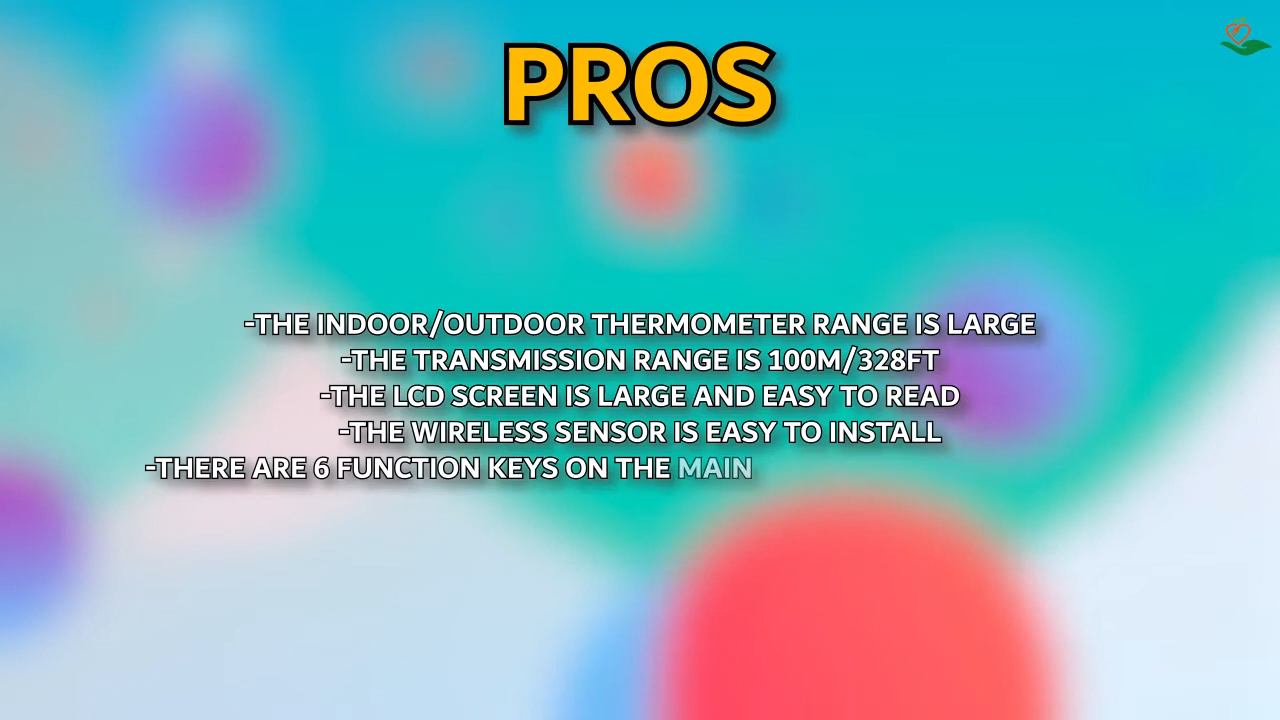 PROS
-THE INDOOR/OUTDOOR THERMOMETER RANGE IS LARGE
-THE TRANSMISSION RANGE IS 100M/328FT
-THE LCD SCREEN IS LARGE AND EASY TO READ
-THE WIRELESS SENSOR IS EASY TO INSTALL
-THERE ARE 6 FUNCTION KEYS ON THE MAIN